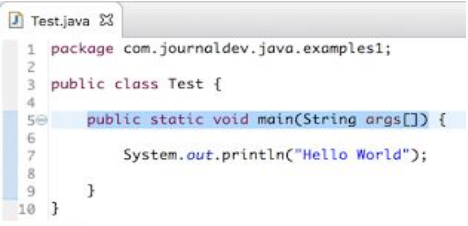 Test.java
1 package com.journaldev.java.examples1;
2
3 public class Test {
4
5 public static void main(String args[]) {
6
7 System.out.println("Hello World");
8
9 }
10 }